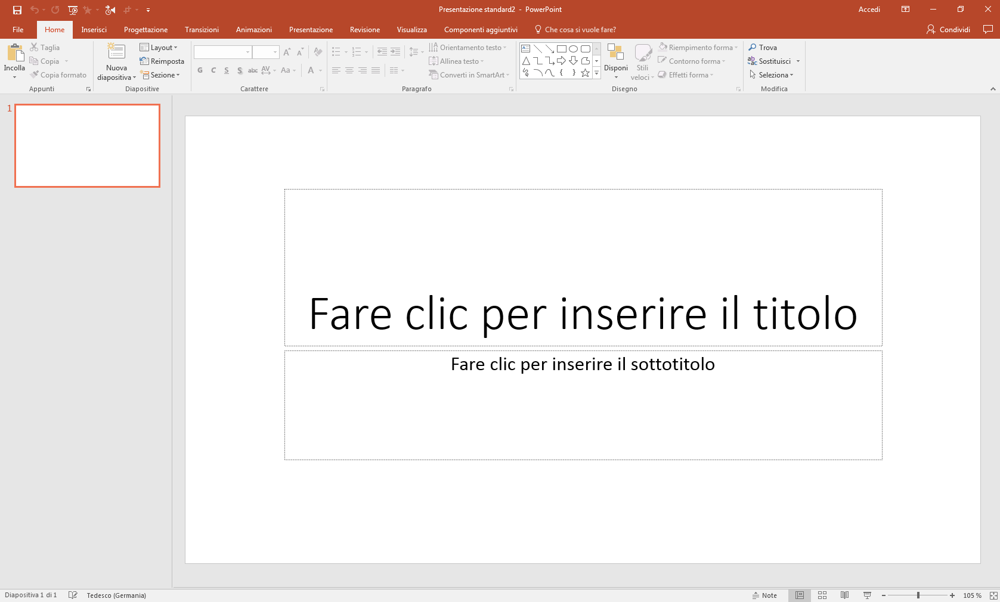 Presentazione standard2 - PowerPoint
Accedi
File Home Inserisci Progettazione Transizioni Animazioni Presentazione Revisione Visualizza Componenti aggiuntivi Che cosa si vuole fare? Condividi
Incolla
Taglia
Copia
Copia formato
Appunti
Nuova
diapositiva
Layout
Reimposta
Sezione
Diapositive
G C S S abc AV Aa A
Carattere
Orientamento testo
Allinea testo
Converti in SmartArt
Paragrafo
Disponi
Stili
veloci
Riempimento forma
Contorno forma
Effetti forma
Disegno
Trova
Sostituisci
Seleziona
Modifica
1
Fare clic per inserire il titolo
Fare clic per inserire il sottotitolo
Diapositiva 1 di 1 Tedesco (Germania) Note 105 %